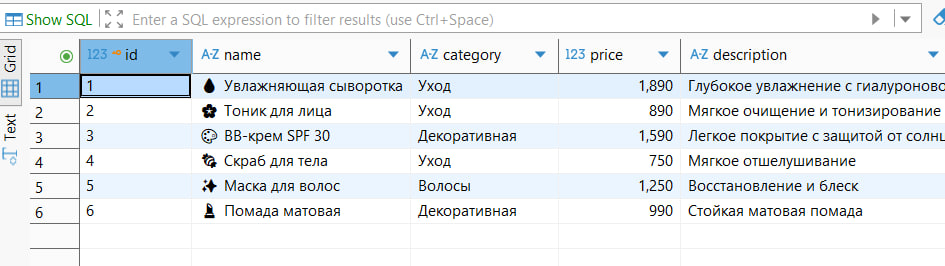 Show SQL Enter a SQL expression to filter results (use Ctrl+Space)
Grid
Text
123 id A-Z name A-Z category 123 price A-Z description
1 1 💧 Увлажняющая сыворотка Уход 1,890 Глубокое увлажнение с гиалуроново
2 2 🌸 Тоник для лица Уход 890 Мягкое очищение и тонизирование
3 3 🎨 BB-крем SPF 30 Декоративная 1,590 Легкое покрытие с защитой от солнц
4 4 Скраб для тела Уход 750 Мягкое отшелушивание
5 5 ✨ Маска для волос Волосы 1,250 Восстановление и блеск
6 6 💄 Помада матовая Декоративная 990 Стойкая матовая помада